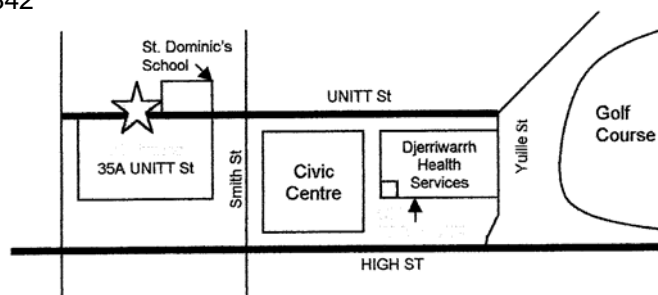 St. Dominic's
School
UNITT St
Golf
Course
35A UNITT St
Smith St
Civic
Centre
Djerriwarrh
Health
Services
Yuille St
HIGH ST